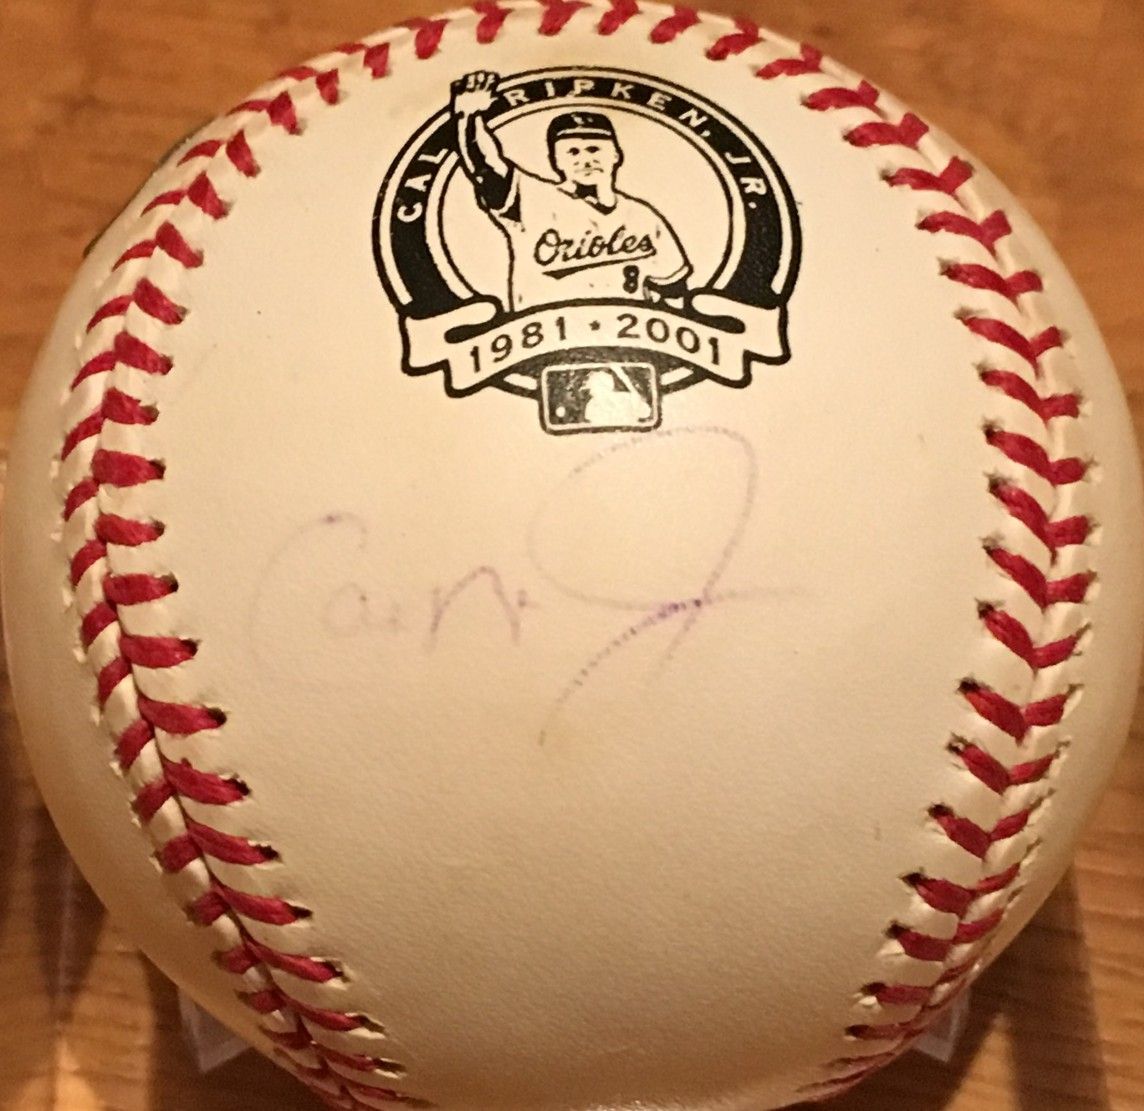 CAL RIPKEN, JR.
Orioles
8
1981 * 2001